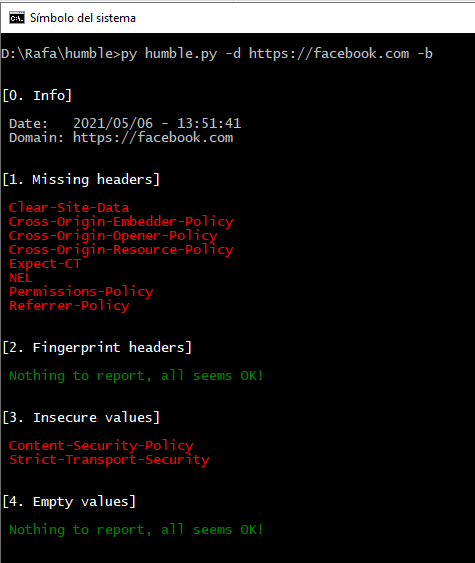 Símbolo del sistema
D:\Rafa\humble>py humble.py -d https://facebook.com -b
[0. Info]
Date:   2021/05/06 - 13:51:41
Domain: https://facebook.com
[1. Missing headers]
Clear-Site-Data
Cross-Origin-Embedder-Policy
Cross-Origin-Opener-Policy
Cross-Origin-Resource-Policy
Expect-CT
NEL
Permissions-Policy
Referrer-Policy
[2. Fingerprint headers]
Nothing to report, all seems OK!
[3. Insecure values]
Content-Security-Policy
Strict-Transport-Security
[4. Empty values]
Nothing to report, all seems OK!